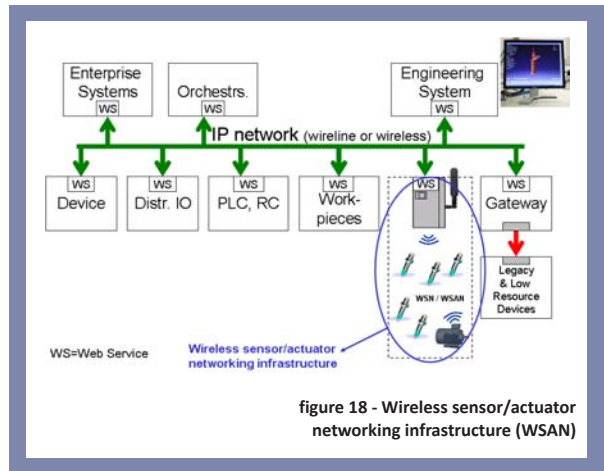 Enterprise
Systems
WS
Orchestrs.
WS
Engineering
System
WS
IP network (wireline or wireless)
WS
Device
WS
Distr. IO
WS
PLC, RC
WS
Work-
pieces
WS
WS
Gateway
WSN / WSAN
Legacy
& Low
Resource
Devices
WS=Web Service
Wireless sensor/actuator
networking infrastructure
figure 18 - Wireless sensor/actuator
networking infrastructure (WSAN)